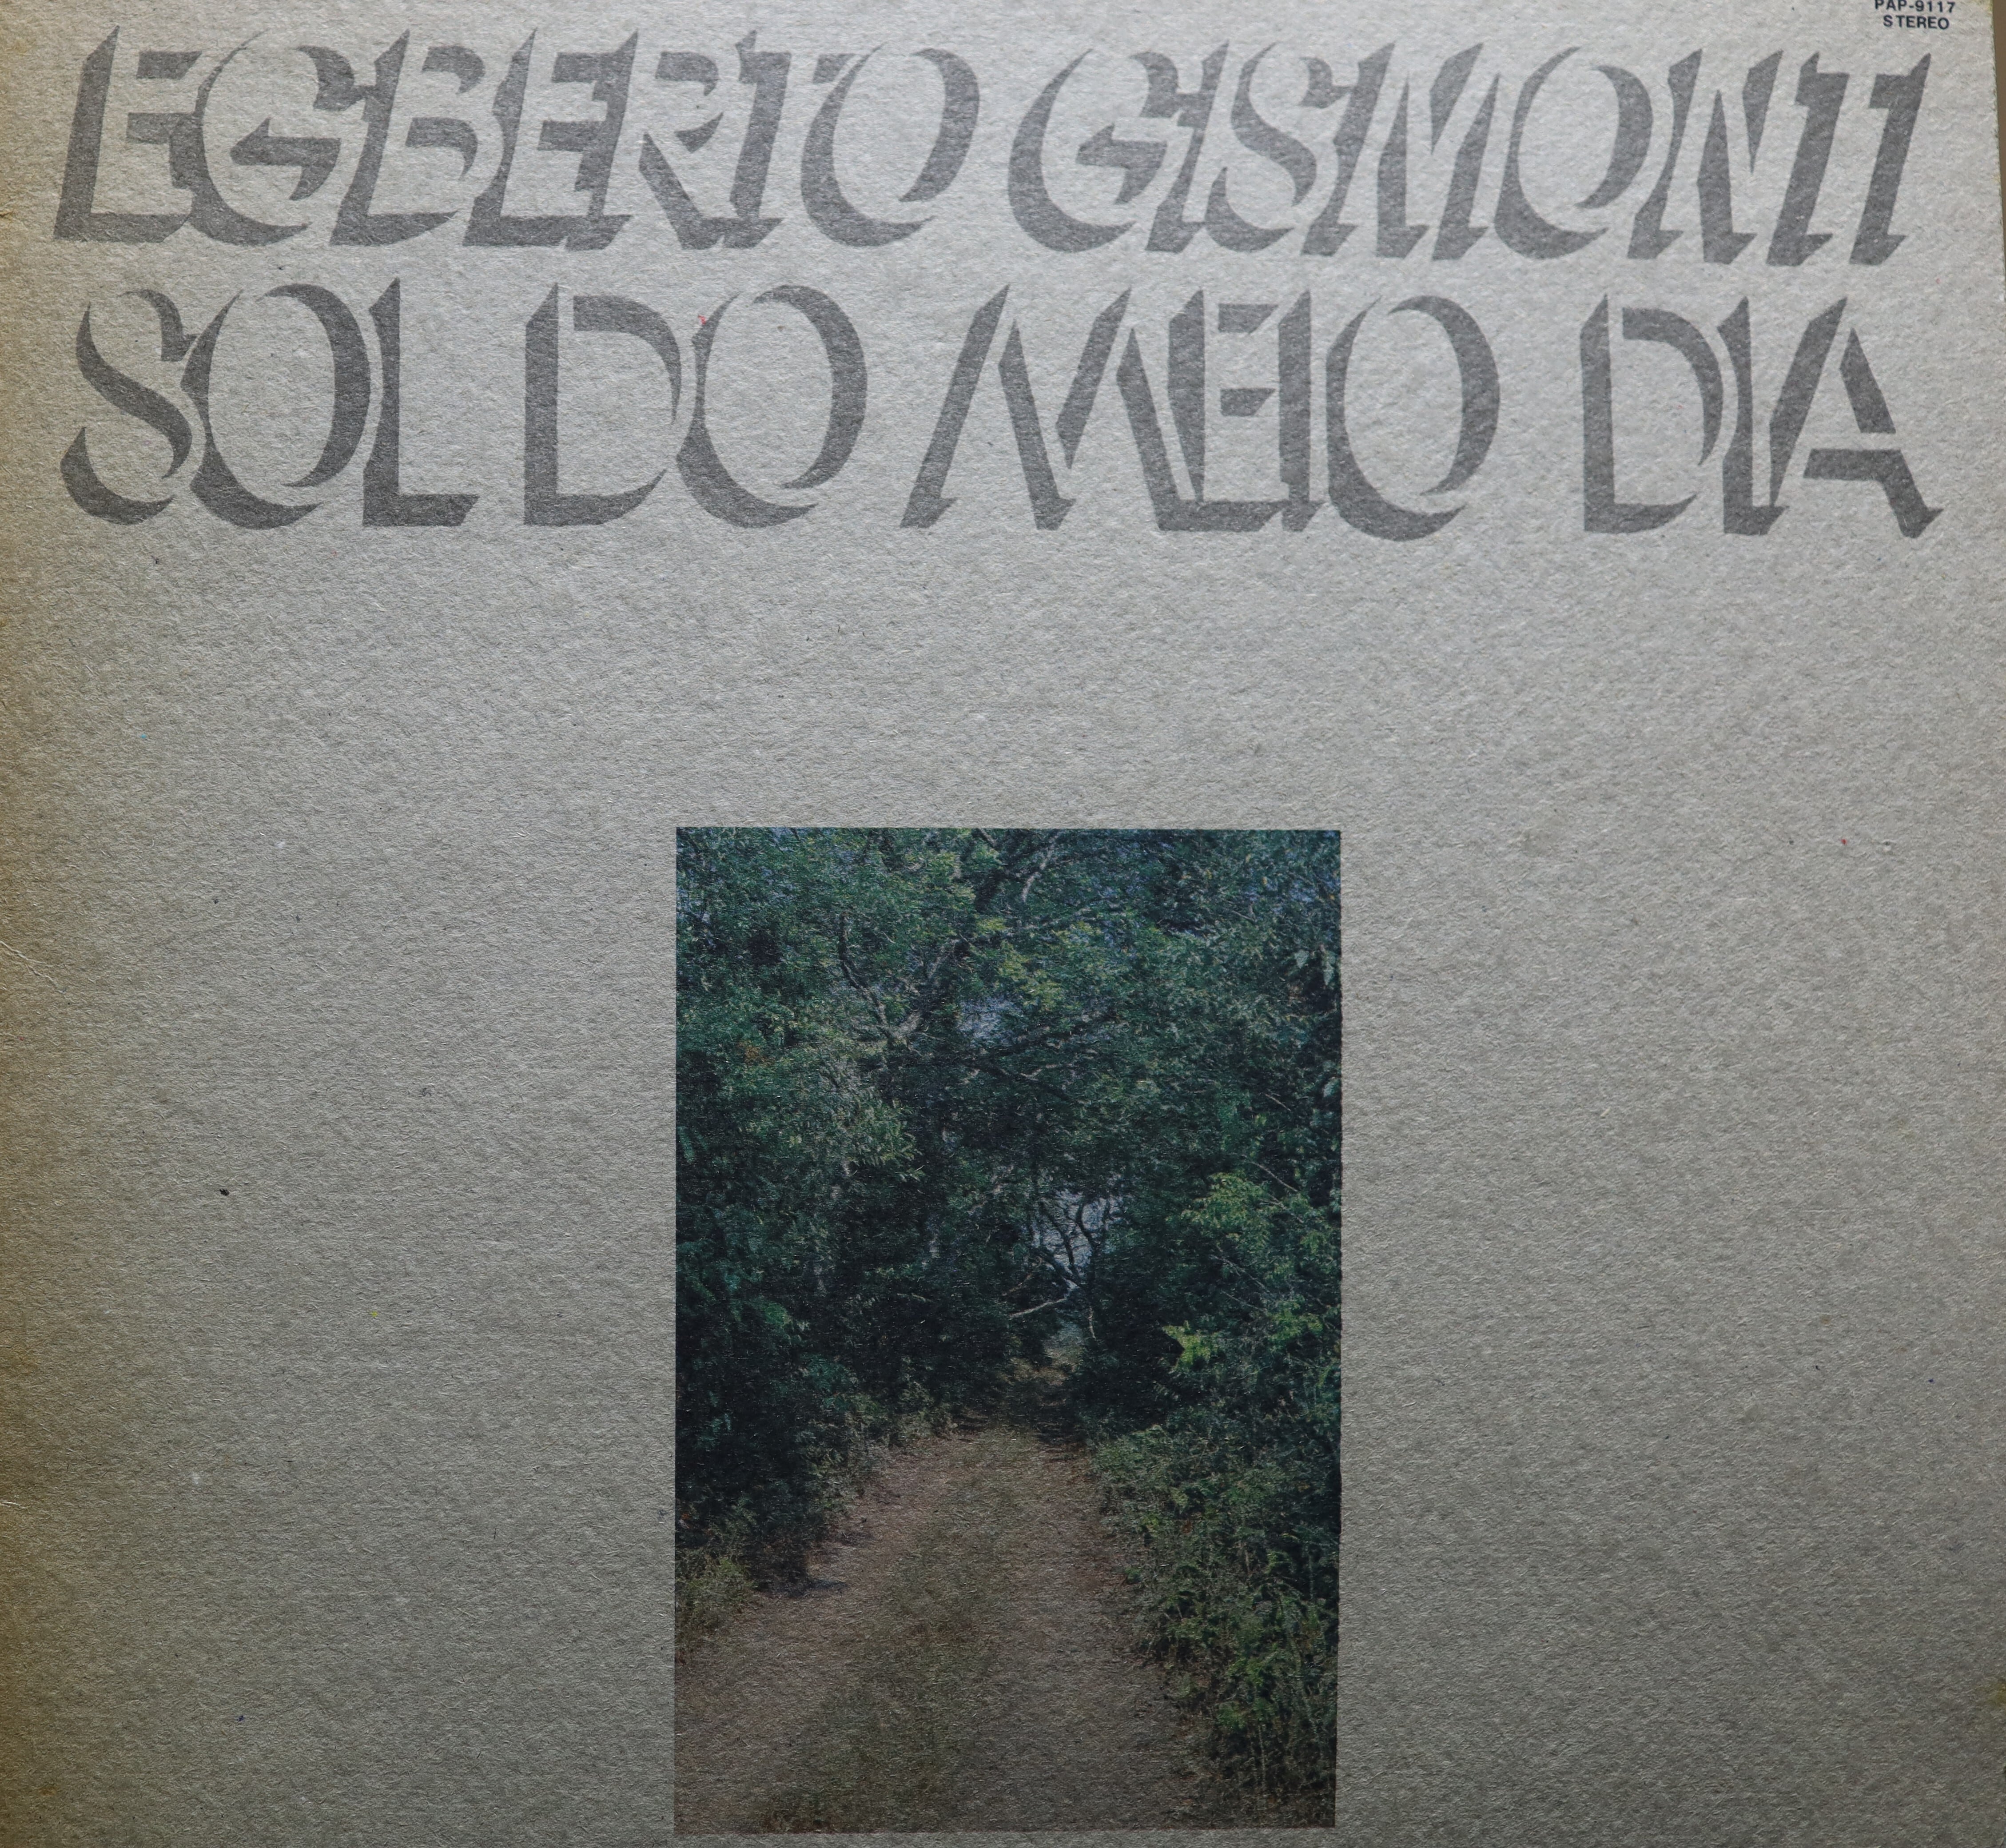 PAP-9117
STEREO
EGBERTO GISMONTI
SOL DO MEIO DIA